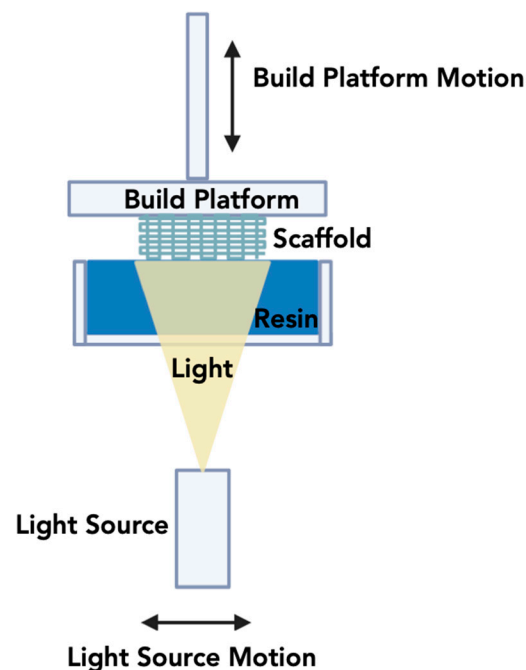 Build Platform Motion
Build Platform
Scaffold
Resin
Light
Light Source
Light Source Motion